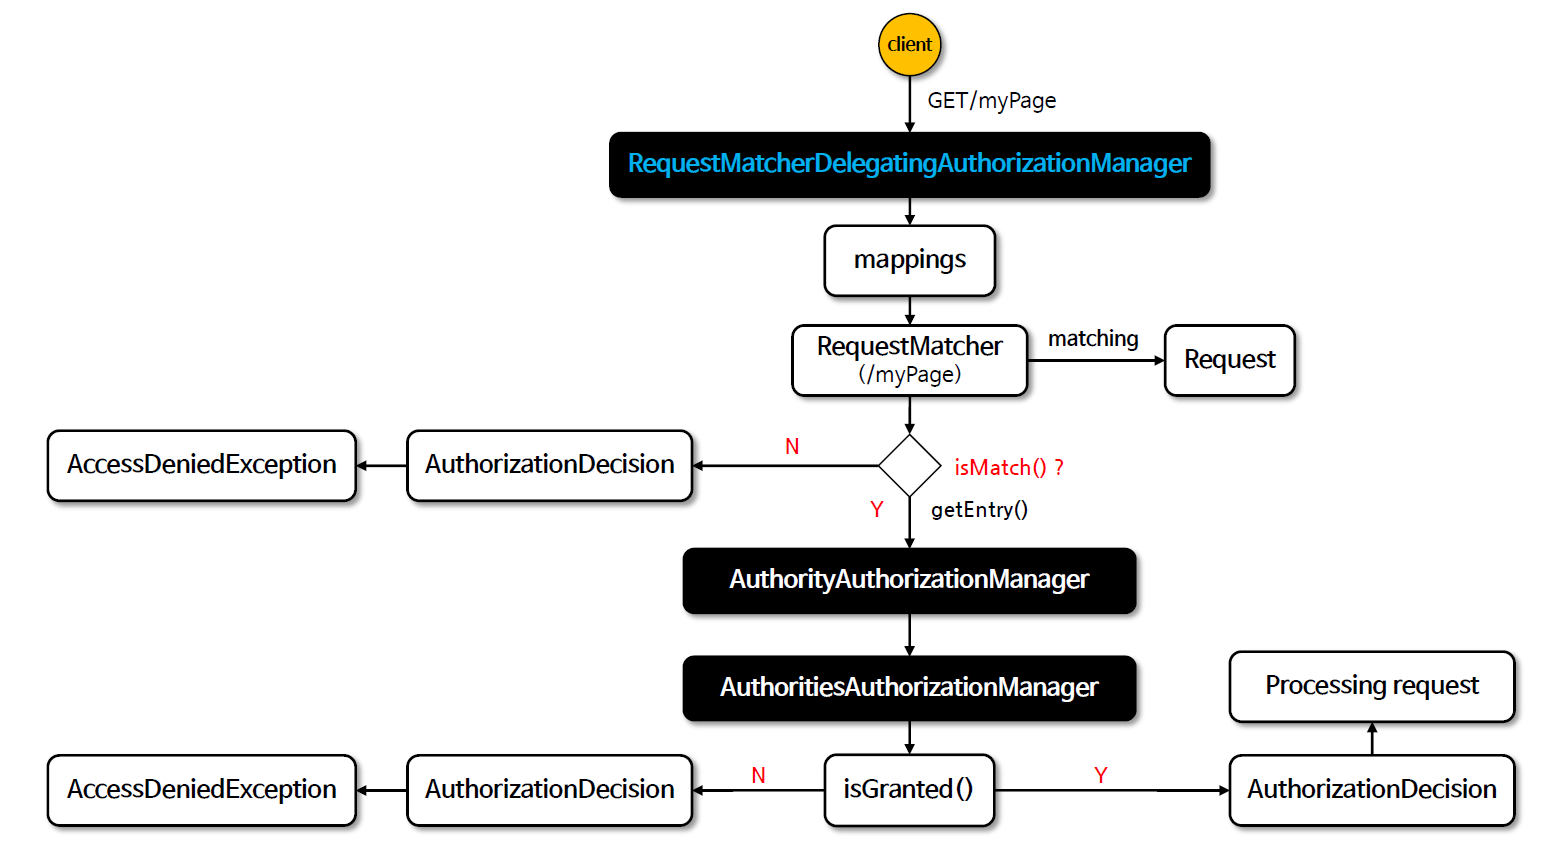 client
GET/myPage
RequestMatcherDelegatingAuthorizationManager
mappings
RequestMatcher
(/myPage)
matching
Request
AccessDeniedException
AuthorizationDecision
N
isMatch() ?
Y
getEntry()
AuthorityAuthorizationManager
AuthoritiesAuthorizationManager
Processing request
AccessDeniedException
AuthorizationDecision
N
isGranted()
Y
AuthorizationDecision